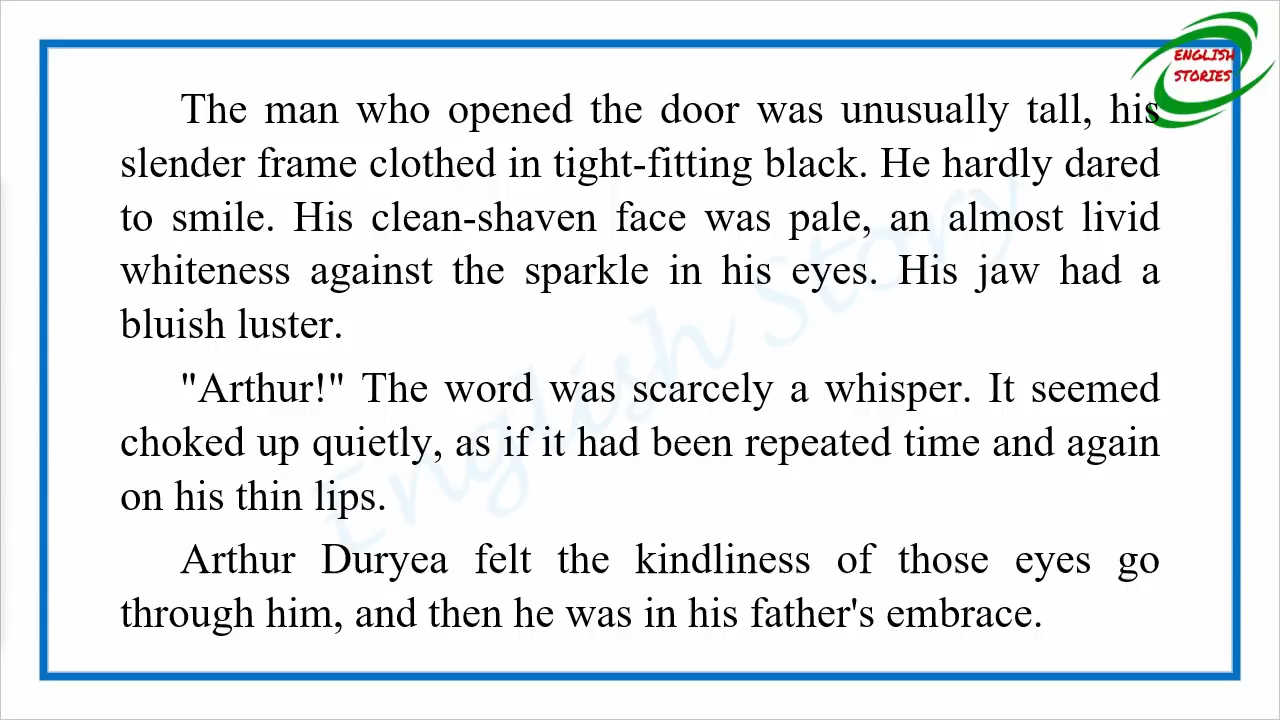 ENGLISH
STORIES
The man who opened the door was unusually tall, his
slender frame clothed in tight-fitting black. He hardly dared
to smile. His clean-shaven face was pale, an almost livid
whiteness against the sparkle in his eyes. His jaw had a
bluish luster.
"Arthur!" The word was scarcely a whisper. It seemed
choked up quietly, as if it had been repeated time and again
on his thin lips.
Arthur Duryea felt the kindliness of those eyes go
through him, and then he was in his father's embrace.
English Story